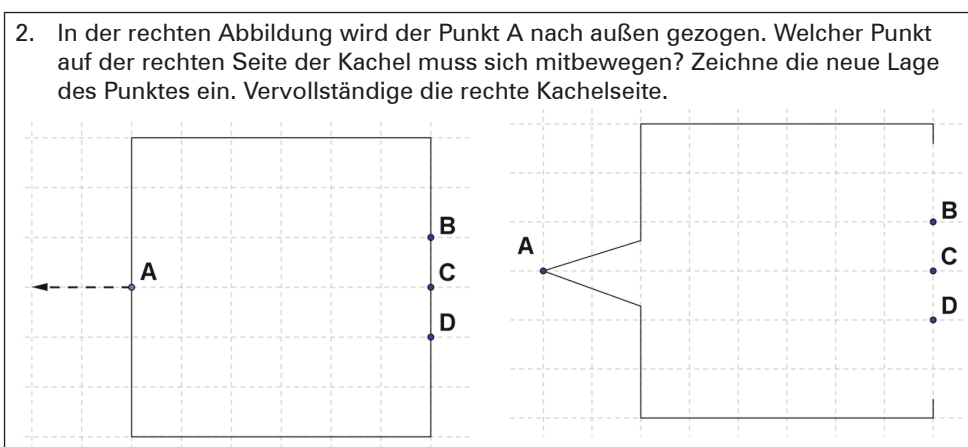 2. In der rechten Abbildung wird der Punkt A nach außen gezogen. Welcher Punkt
auf der rechten Seite der Kachel muss sich mitbewegen? Zeichne die neue Lage
des Punktes ein. Vervollständige die rechte Kachelseite.
A
B
C
D
A
B
C
D